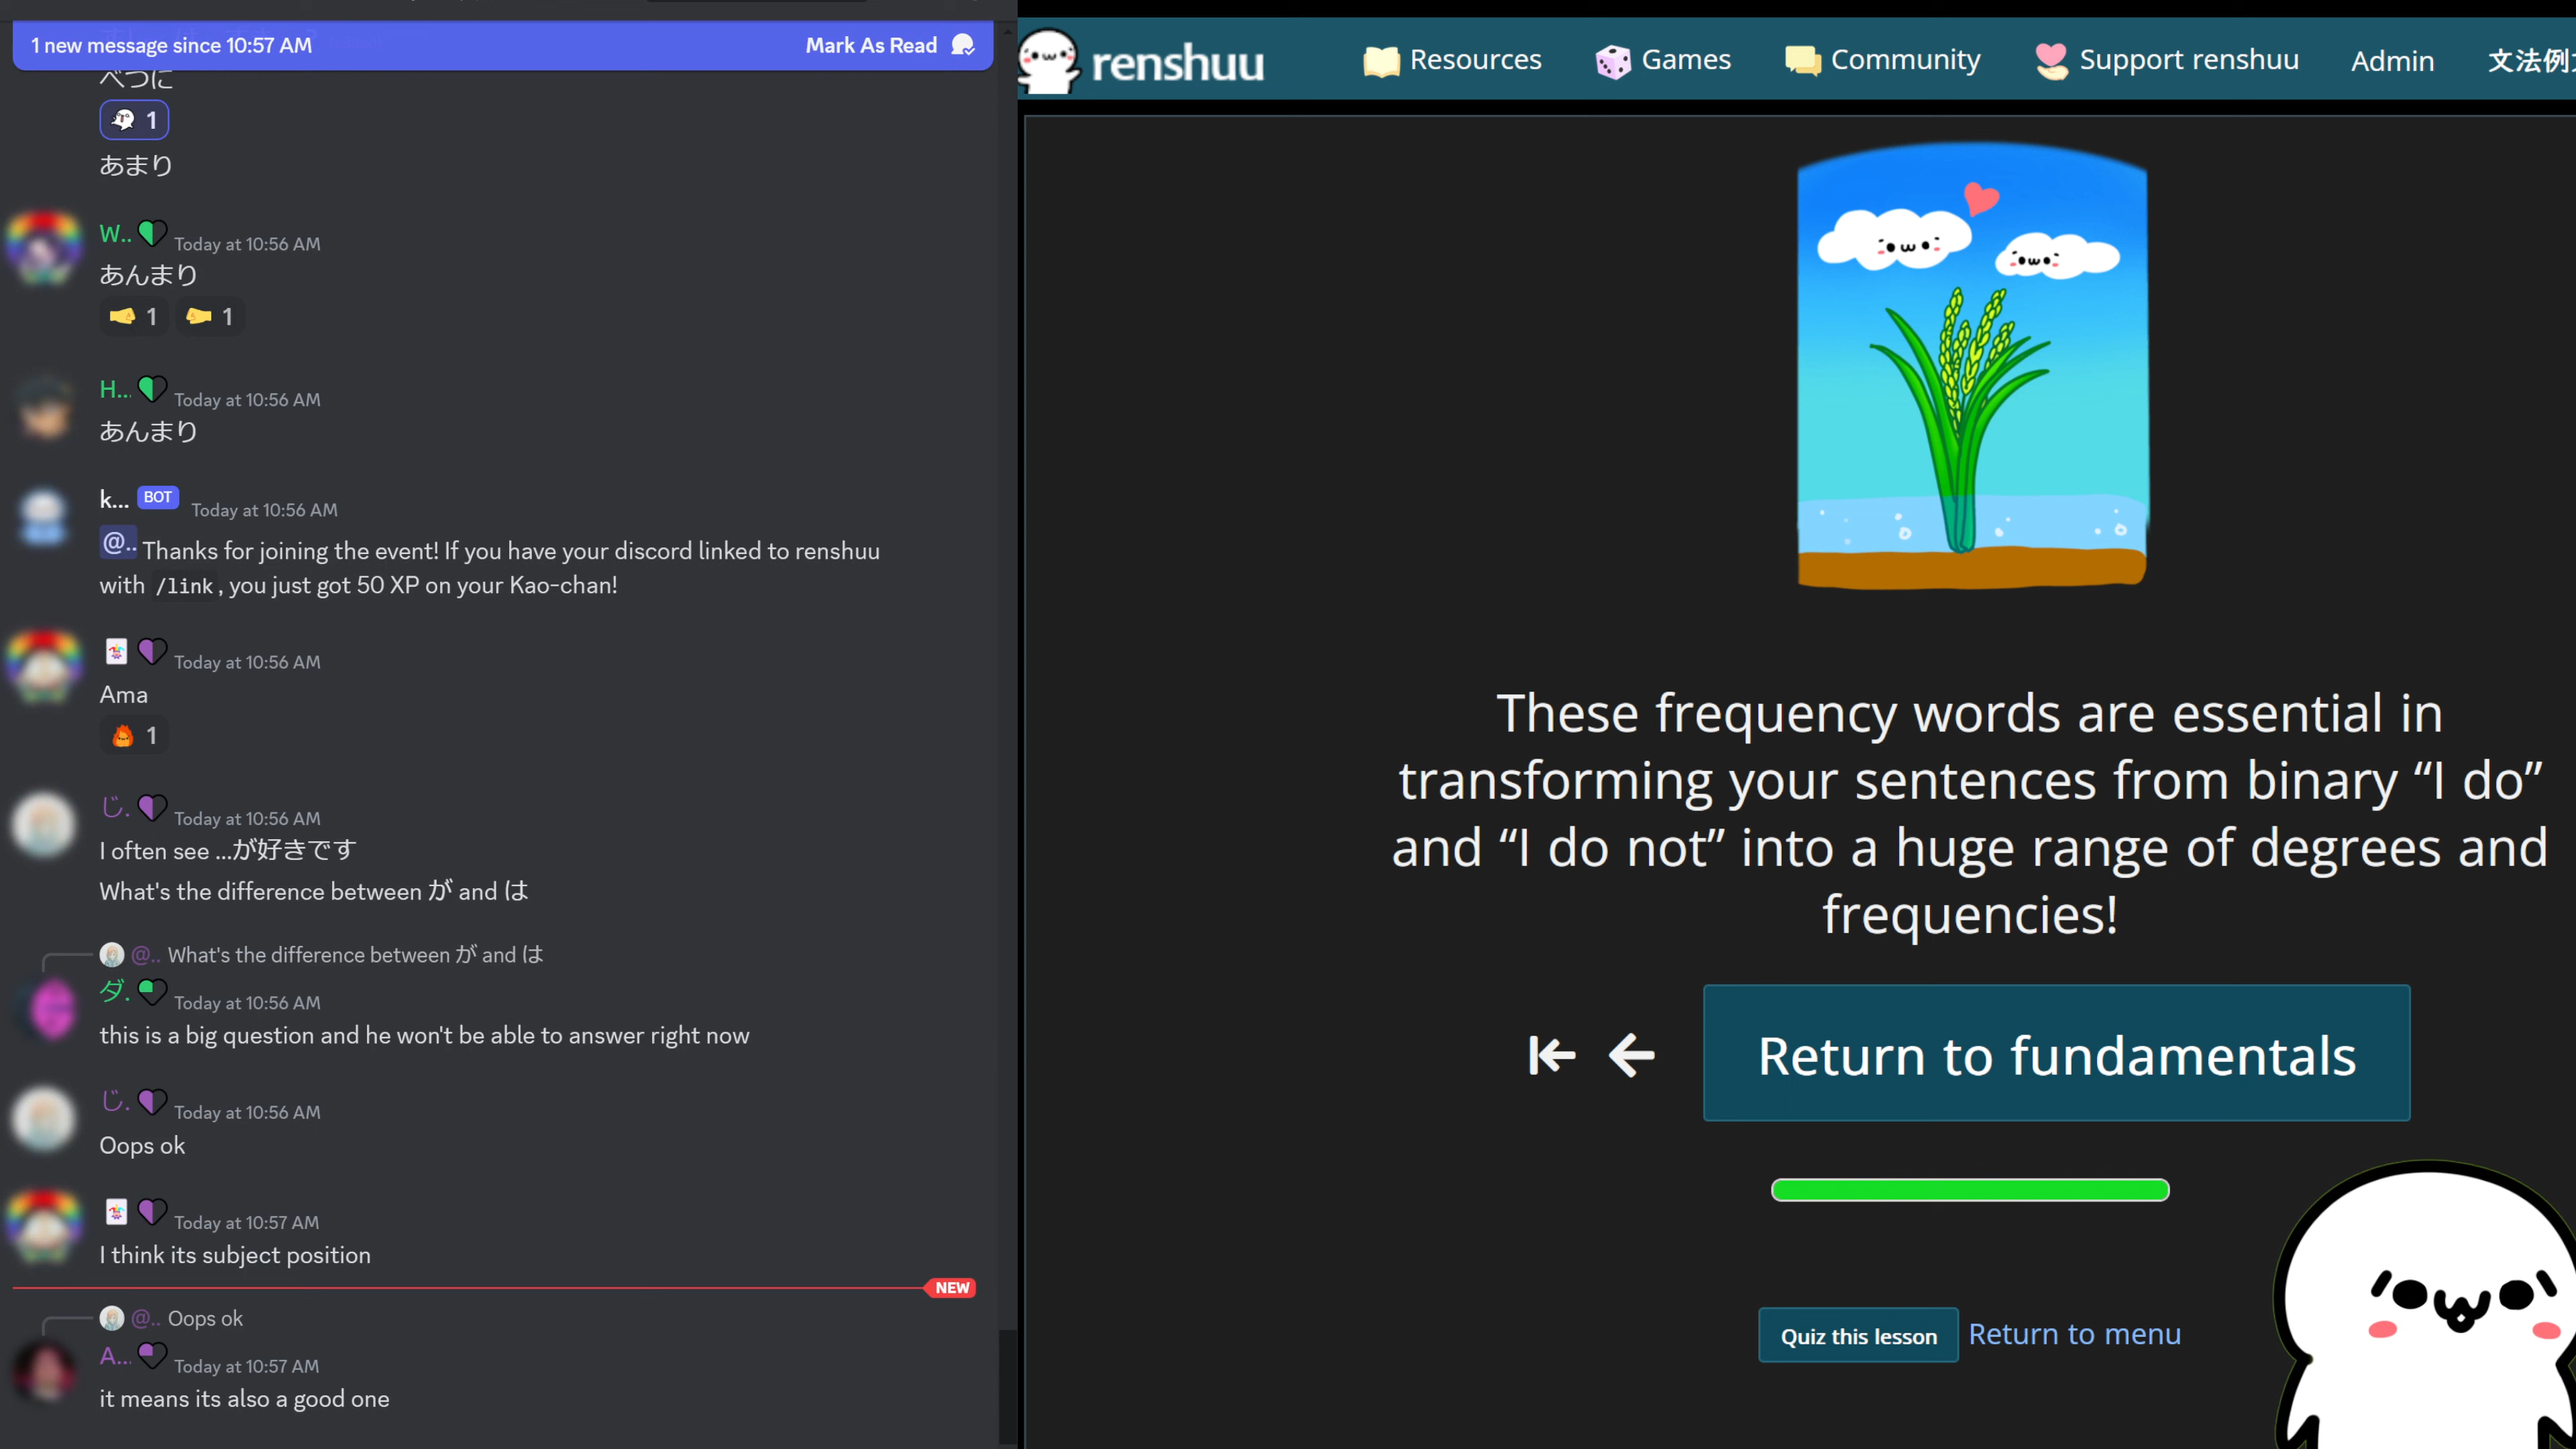 1 new message since 10:57 AM
Mark As Read
べつに
1
あまり
W.. Today at 10:56 AM
あんまり
1 1
H... Today at 10:56 AM
あんまり
k... BOT Today at 10:56 AM
@.. Thanks for joining the event! If you have your discord linked to renshuu
with /link, you just got 50 XP on your Kao-chan!
Today at 10:56 AM
Ama
1
じ. Today at 10:56 AM
I often see ...が好きです
What's the difference between が and は
@.. What's the difference between が and は
ダ. Today at 10:56 AM
this is a big question and he won't be able to answer right now
じ. Today at 10:56 AM
Oops ok
Today at 10:57 AM
I think its subject position
NEW
@.. Oops ok
A... Today at 10:57 AM
it means its also a good one
renshuu
Resources
Games
Community
Support renshuu
Admin
文法例
These frequency words are essential in
transforming your sentences from binary “I do”
and “I do not” into a huge range of degrees and
frequencies!
Return to fundamentals
Quiz this lesson
Return to menu